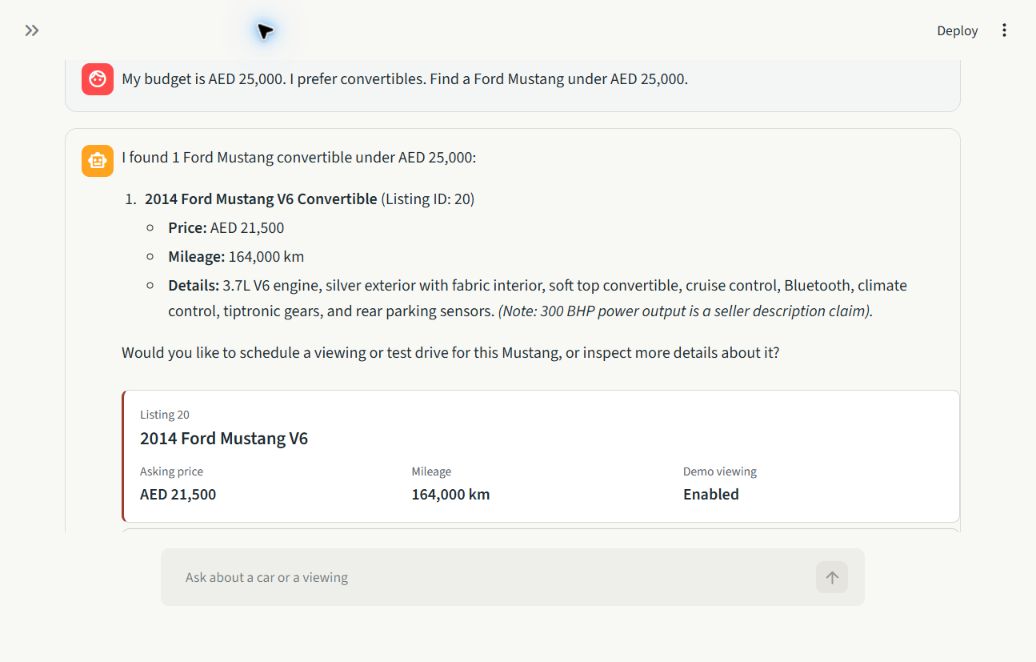 Deploy
My budget is AED 25,000. I prefer convertibles. Find a Ford Mustang under AED 25,000.
I found 1 Ford Mustang convertible under AED 25,000:
1. 2014 Ford Mustang V6 Convertible (Listing ID: 20)
Price: AED 21,500
Mileage: 164,000 km
Details: 3.7L V6 engine, silver exterior with fabric interior, soft top convertible, cruise control, Bluetooth, climate
control, tiptronic gears, and rear parking sensors. (Note: 300 BHP power output is a seller description claim).
Would you like to schedule a viewing or test drive for this Mustang, or inspect more details about it?
Listing 20
2014 Ford Mustang V6
Asking price Mileage Demo viewing
AED 21,500 164,000 km Enabled
Ask about a car or a viewing